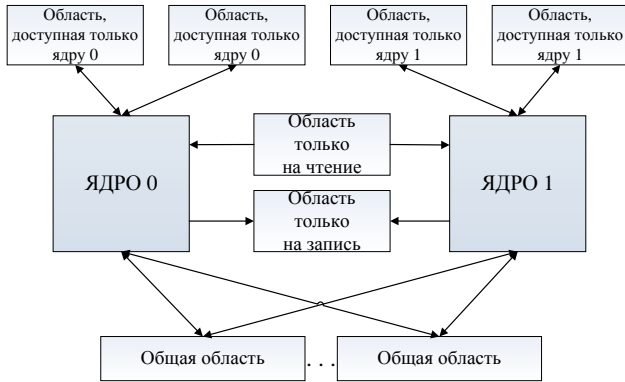 Область,
доступная только
ядру 0
Область,
доступная только
ядру 0
Область,
доступная только
ядру 1
Область,
доступная только
ядру 1
ЯДРО 0
Область
только
на чтение
ЯДРО 1
Область
только
на запись
Общая область
. . .
Общая область